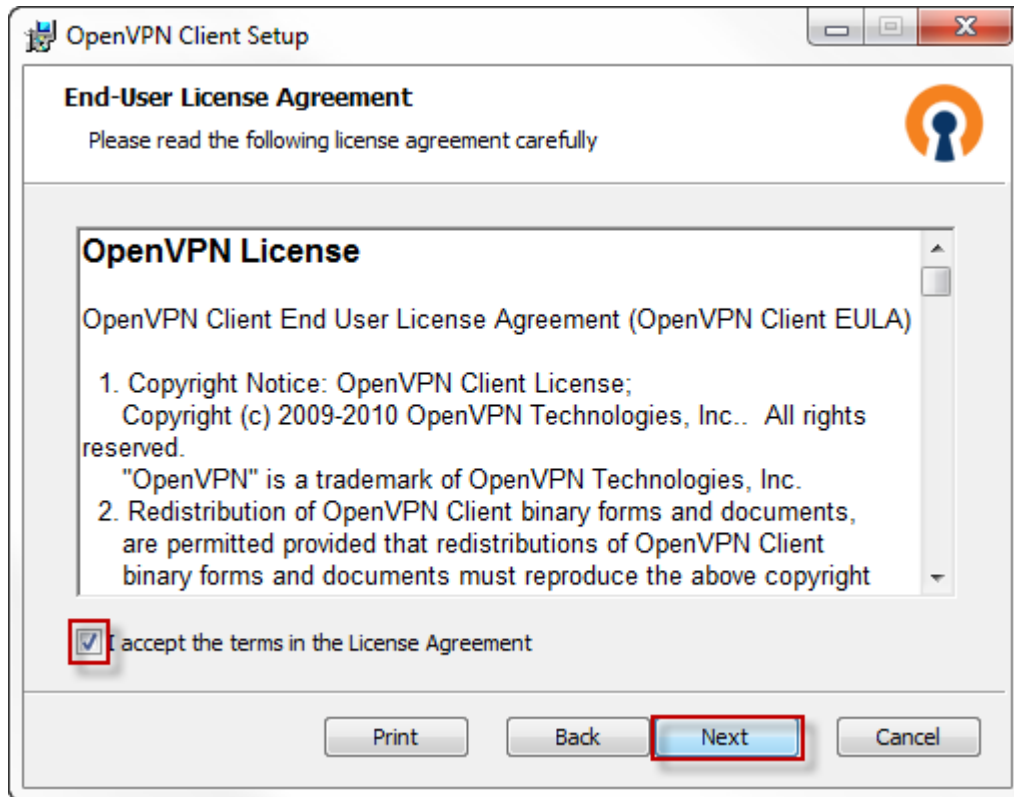 OpenVPN Client Setup
End-User License Agreement
Please read the following license agreement carefully
OpenVPN License
OpenVPN Client End User License Agreement (OpenVPN Client EULA)
1. Copyright Notice: OpenVPN Client License;
Copyright (c) 2009-2010 OpenVPN Technologies, Inc..  All rights
reserved.
"OpenVPN" is a trademark of OpenVPN Technologies, Inc.
2. Redistribution of OpenVPN Client binary forms and documents,
are permitted provided that redistributions of OpenVPN Client
binary forms and documents must reproduce the above copyright
I accept the terms in the License Agreement
Print Back Next Cancel